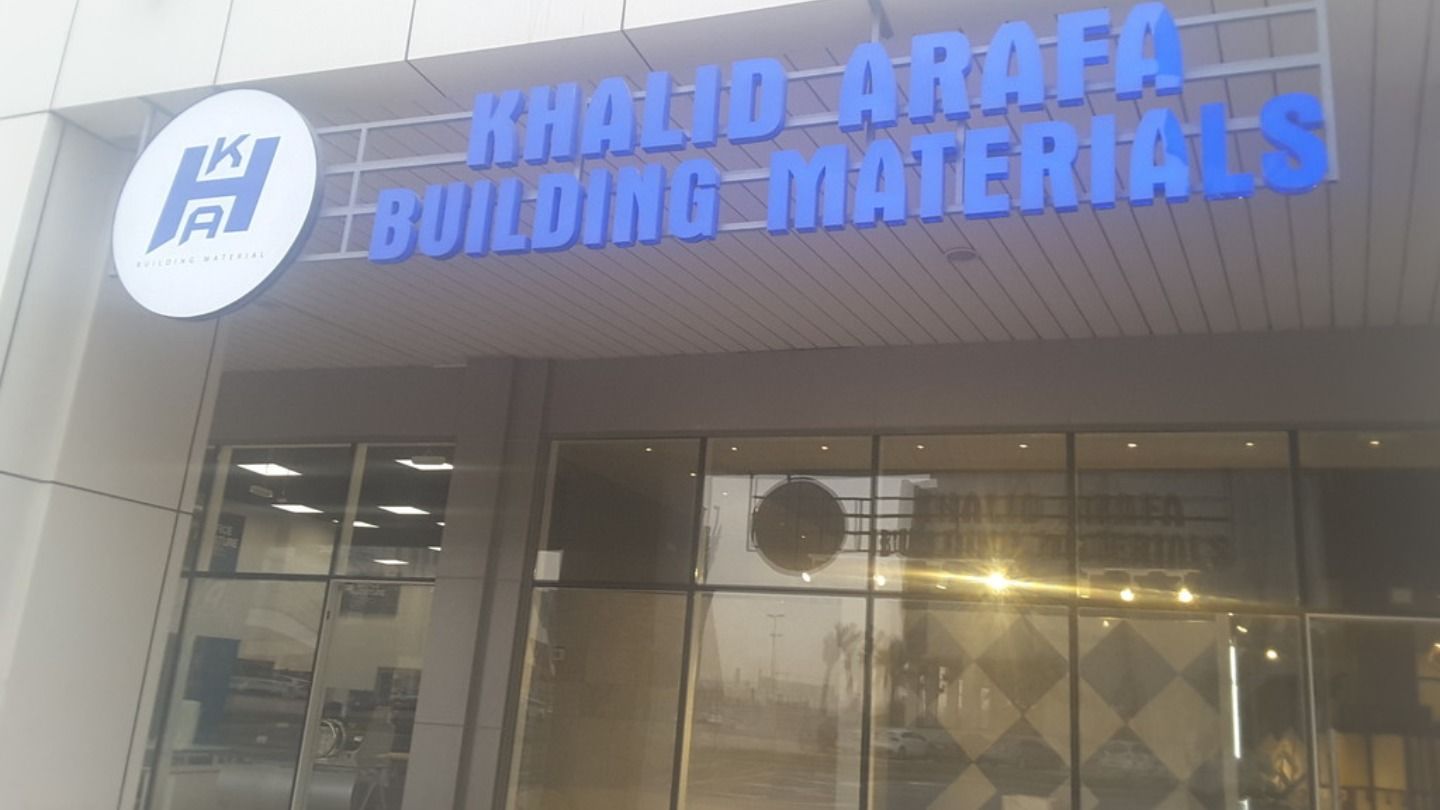 KHA
BUILDING MATERIAL
KHALID ARAFA
BUILDING MATERIALS